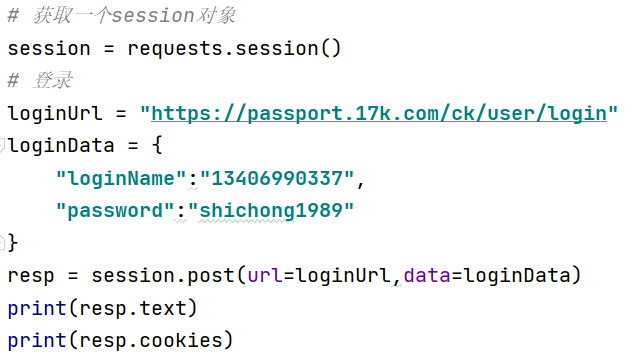 # 获取一个session对象
session = requests.session()
# 登录
loginUrl = "https://passport.17k.com/ck/user/login"
loginData = {
    "loginName":"13406990337",
    "password":"shichong1989"
}
resp = session.post(url=loginUrl,data=loginData)
print(resp.text)
print(resp.cookies)